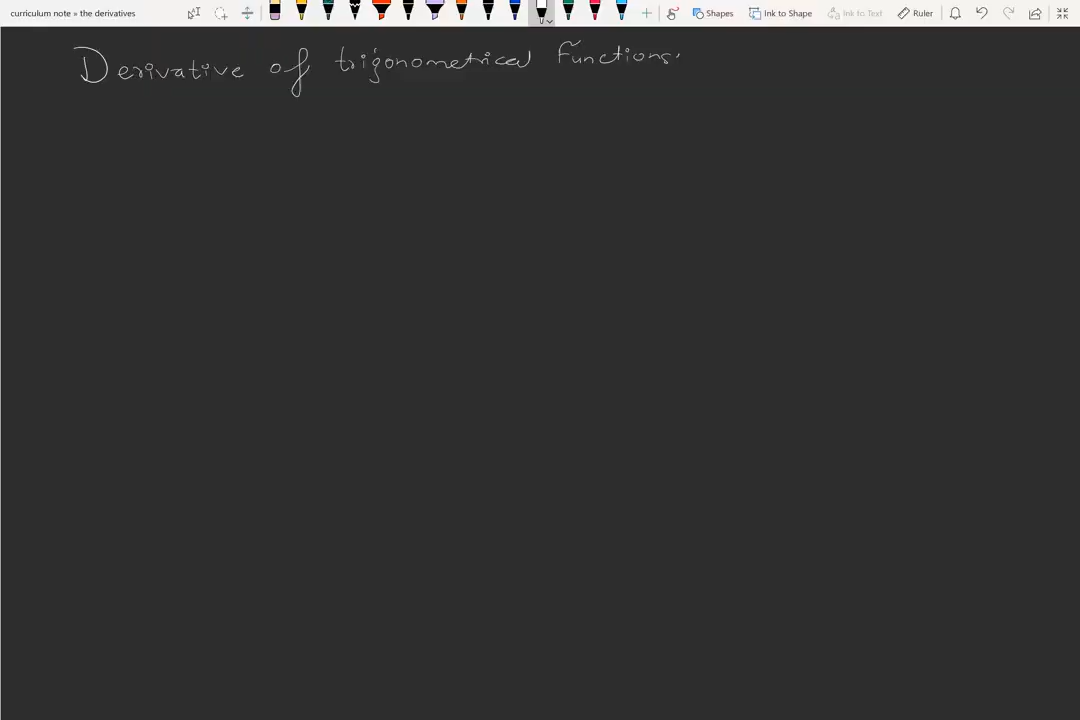 curriculum note » the derivatives Shapes Ink to Shape Ink to Text Ruler
Derivative of trigonometrical Functions.